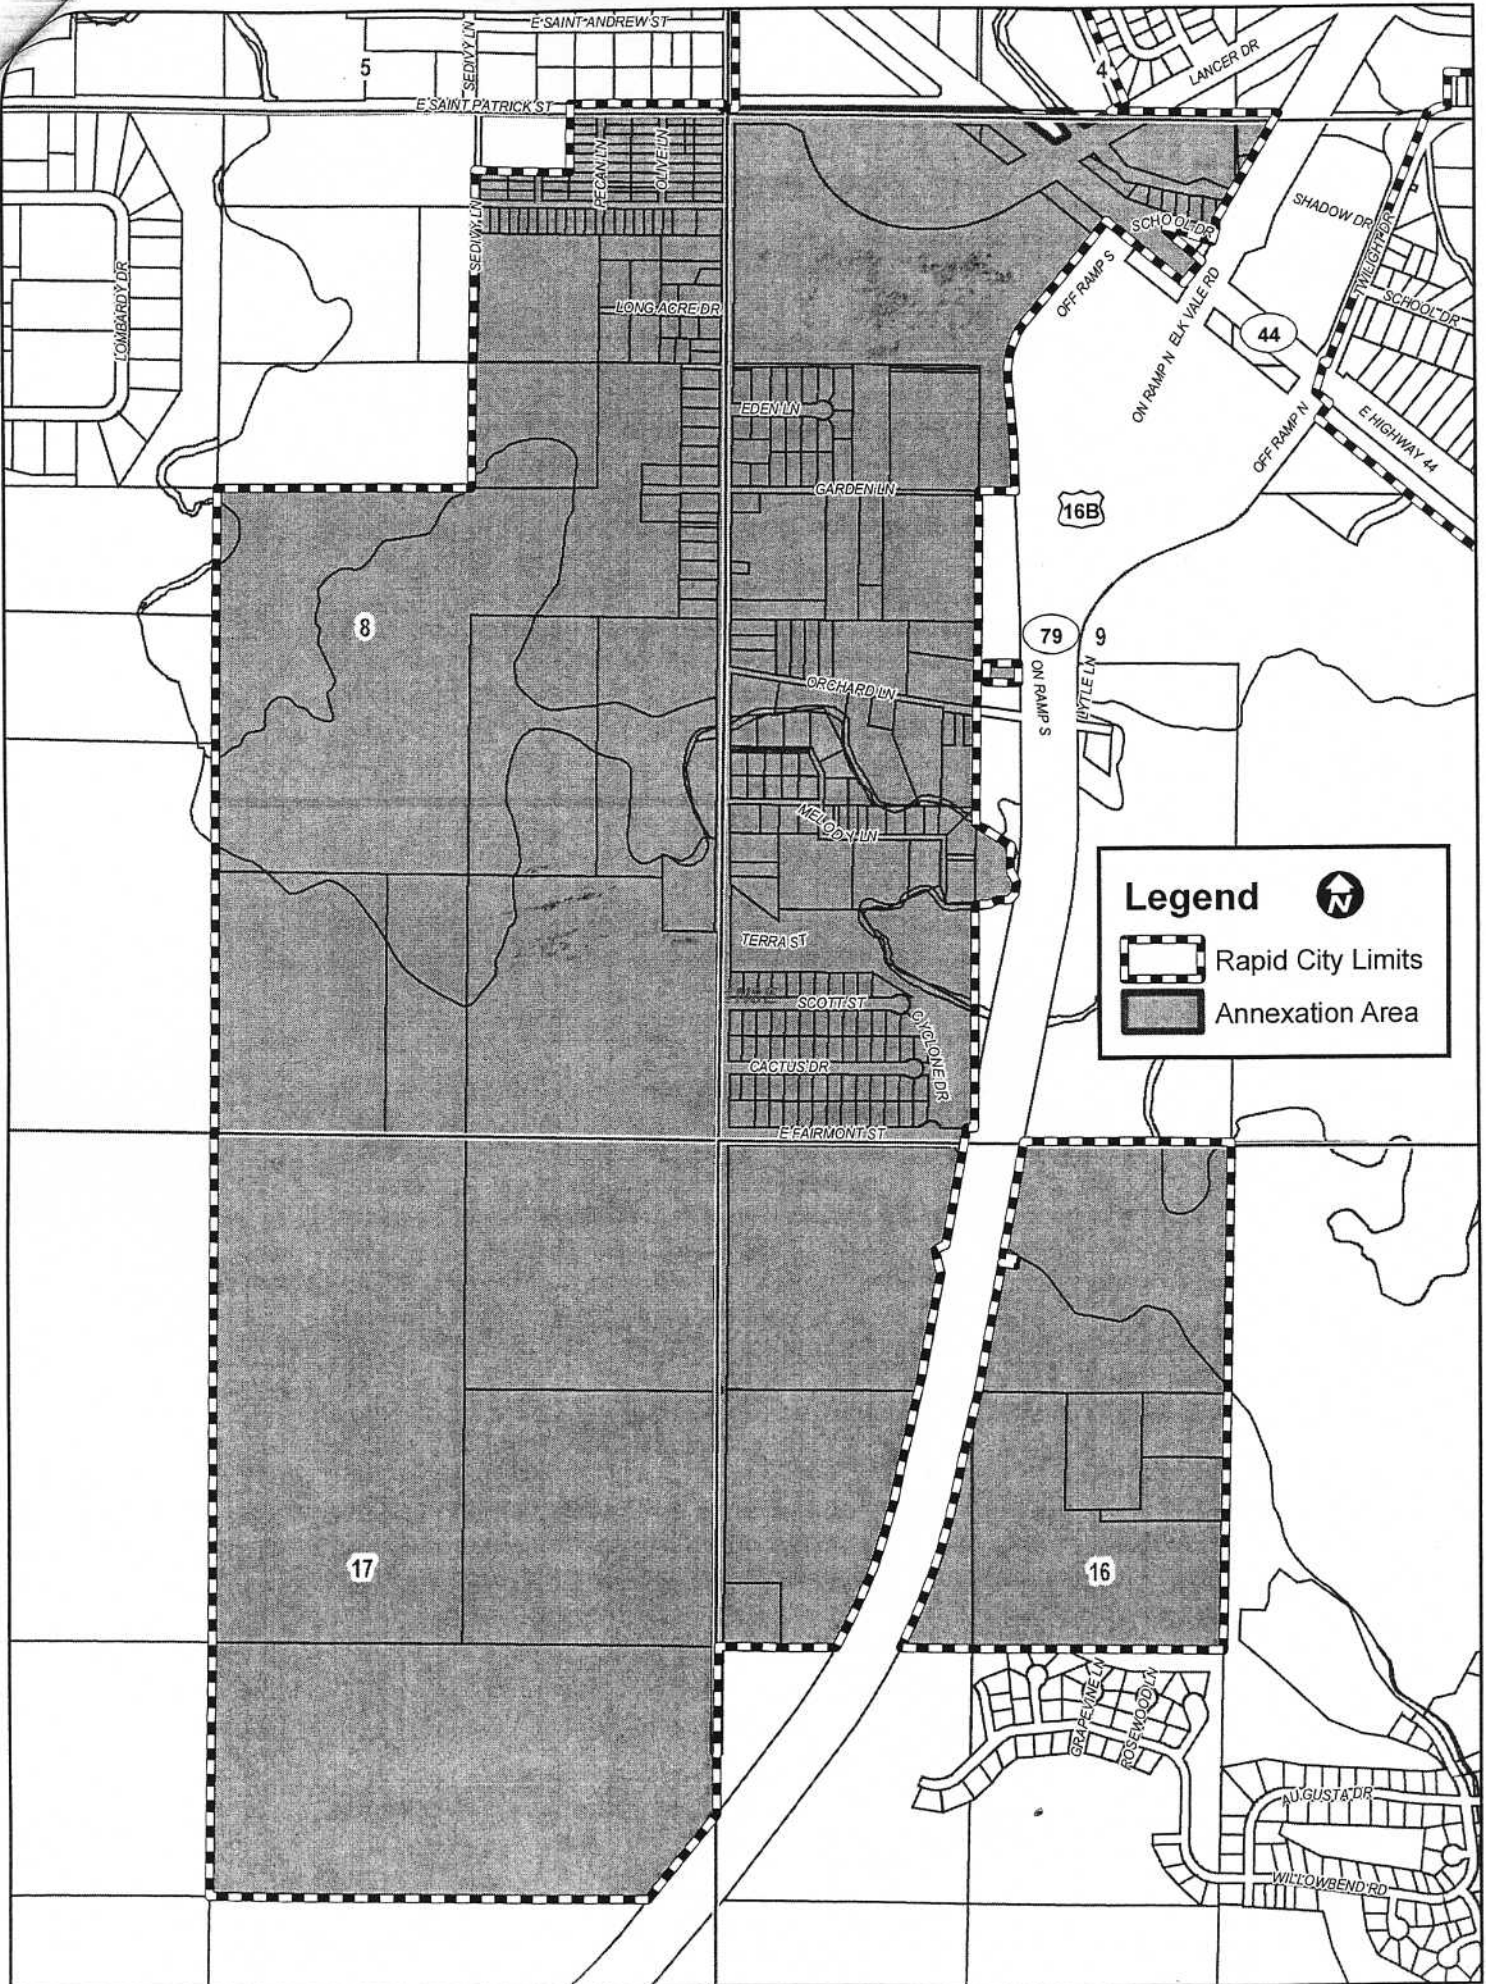 E SAINT ANDREW ST
SEDIVY LN
5
4
LANCER DR
E SAINT PATRICK ST
PECAN LN
OLIVE LN
SEDIVY LN
SCHOOL DR
SHADOW DR
TWILIGHT DR
LOMBARDY DR
LONG ACRE DR
OFF RAMP S
ON RAMP N
ELK VALE RD
44
SCHOOL DR
EDEN LN
OFF RAMP N
E HIGHWAY 44
GARDEN LN
16B
8
79
9
ORCHARD LN
ON RAMP S
LYTLE LN
MELODY LN
Legend
N
Rapid City Limits
Annexation Area
TERRA ST
SCOTT ST
CYCLONE DR
CACTUS DR
E FAIRMONT ST
17
16
GRAPEVINE LN
ROSEWOOD LN
AUGUSTA DR
WILLOWBEND RD